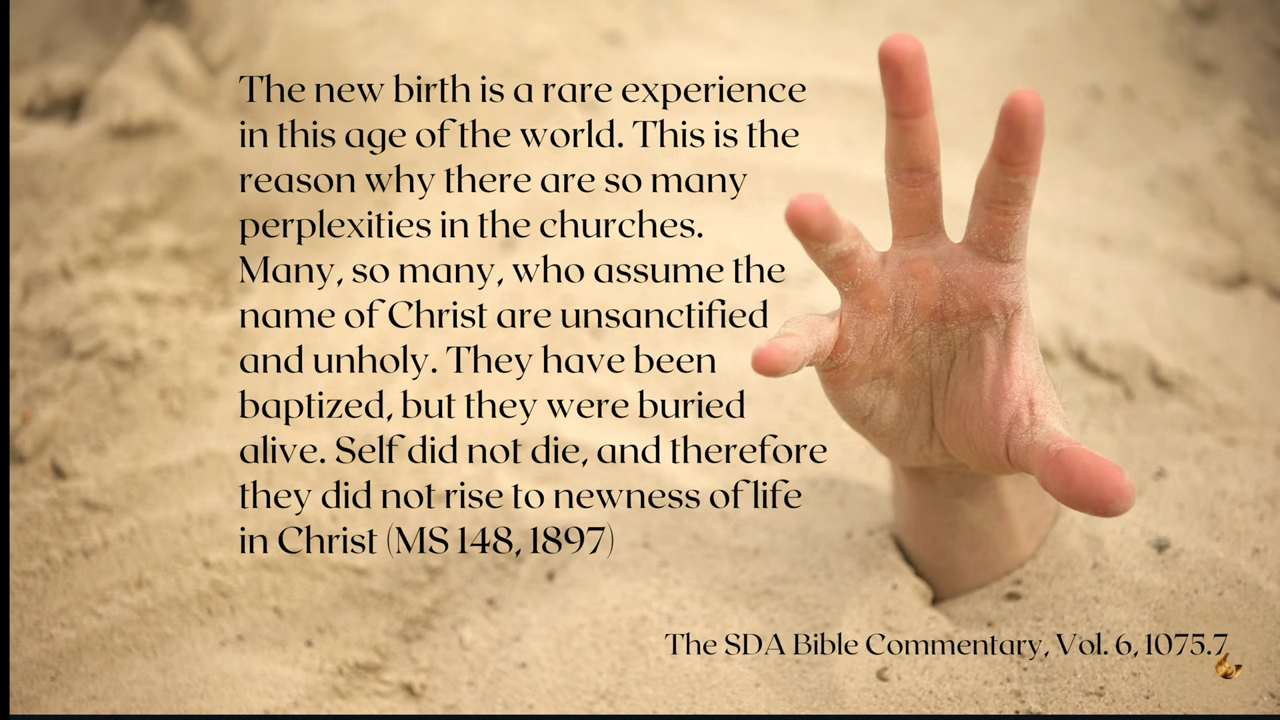 The new birth is a rare experience
in this age of the world. This is the
reason why there are so many
perplexities in the churches.
Many, so many, who assume the
name of Christ are unsanctified
and unholy. They have been
baptized, but they were buried
alive. Self did not die, and therefore
they did not rise to newness of life
in Christ (MS 148, 1897)
The SDA Bible Commentary, Vol. 6, 1075.7